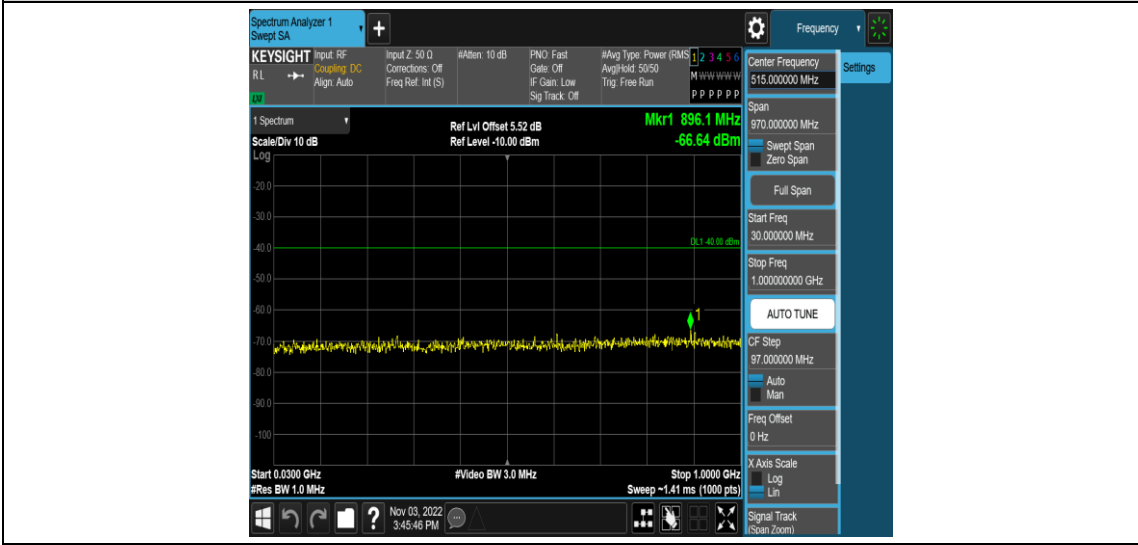 Spectrum Analyzer 1
Swept SA
Frequency
KEYSIGHT
RL
Input: RF
Coupling: DC
Align: Auto
Input Z: 50 Ω
Corrections: Off
Freq Ref: Int (S)
#Atten: 10 dB
PNO: Fast
Gate: Off
IF Gain: Low
Sig Track: Off
#Avg Type: Power (RMS
Avg|Hold: 50/50
Trig: Free Run
1 2 3 4 5 6
M W W W W W
P P P P P P
Center Frequency
515.000000 MHz
Settings
Span
970.000000 MHz
Swept Span
Zero Span
Full Span
Start Freq
30.000000 MHz
Stop Freq
1.000000000 GHz
AUTO TUNE
CF Step
97.000000 MHz
Auto
Man
Freq Offset
0 Hz
X Axis Scale
Log
Lin
Signal Track
(Span Zoom)
1 Spectrum
Scale/Div 10 dB
Log
Ref Lvl Offset 5.52 dB
Ref Level -10.00 dBm
Mkr1 896.1 MHz
-66.64 dBm
-20.0
-30.0
-40.0
DL1 -40.00 dBm
-50.0
-60.0
1
-70.0
-80.0
-90.0
-100
Start 0.0300 GHz
#Video BW 3.0 MHz
Stop 1.0000 GHz
#Res BW 1.0 MHz
Sweep ~1.41 ms (1000 pts)
?
Nov 03, 2022
3:45:46 PM